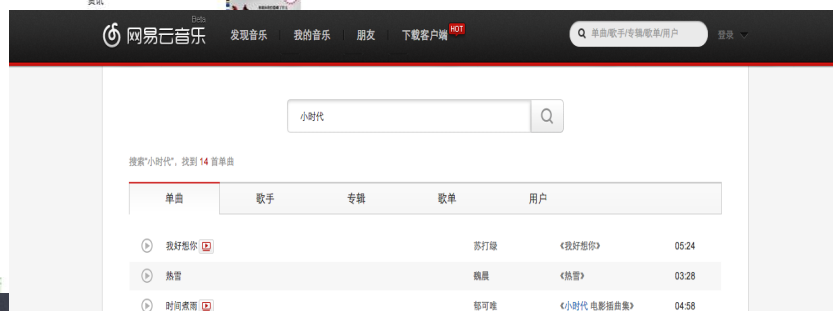 资讯
网易云音乐 Beta 发现音乐 我的音乐 朋友 下载客户端 HOT 单曲/歌手/专辑/歌单/用户 登录
小时代
搜索"小时代"，找到 14 首单曲
单曲 歌手 专辑 歌单 用户
我好想你 苏打绿 《我好想你》 05:24
热雪 魏晨 《热雪》 03:28
时间煮雨 郁可唯 《小时代 电影插曲集》 04:58